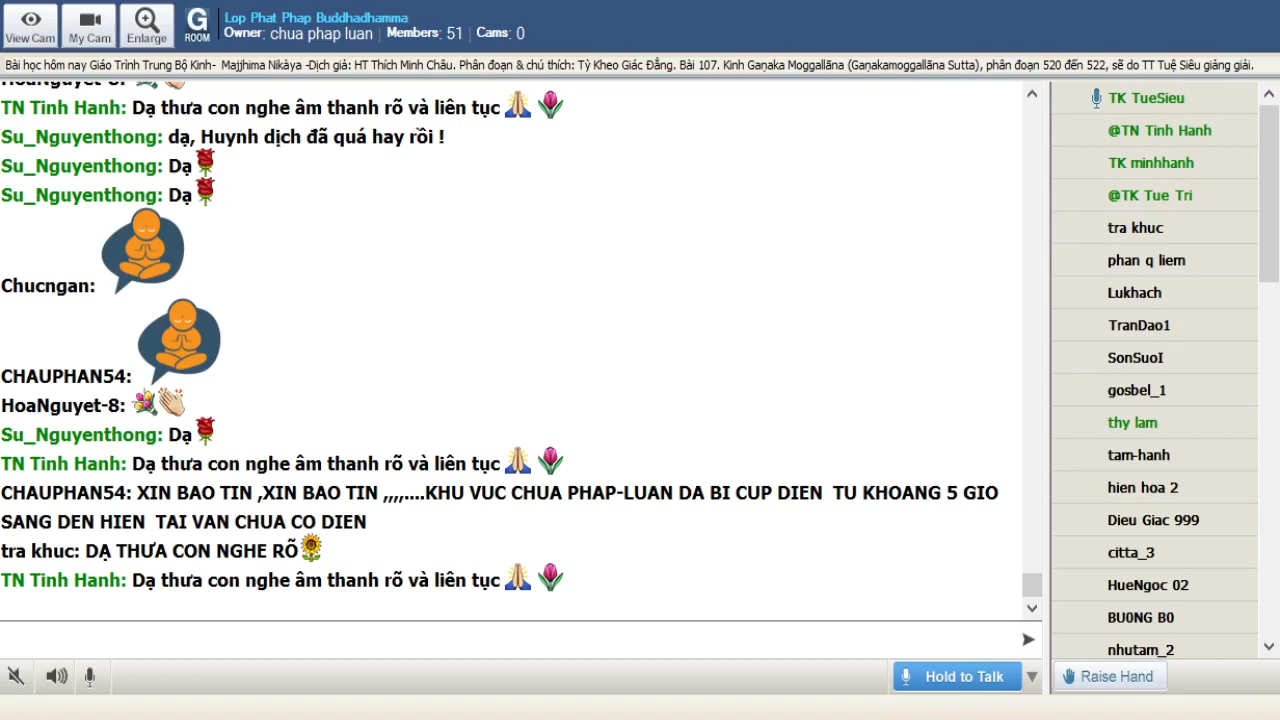 View Cam
My Cam
Enlarge
G
ROOM
Lop Phat Phap Buddhadhamma
Owner: chua phap luan Members: 51 Cams: 0
Bài học hôm nay Giáo Trình Trung Bộ Kinh- Majjhima Nikàya -Dịch giả: HT Thích Minh Châu. Phân đoạn & chú thích: Tỳ Kheo Giác Đẳng. Bài 107. Kinh Gaṇaka Moggallāna (Gaṇakamoggallāna Sutta), phân đoạn 520 đến 522, sẽ do TT Tuệ Siêu giảng giải.
HoaNguyet-8:
TN Tinh Hanh: Dạ thưa con nghe âm thanh rõ và liên tục
Su_Nguyenthong: dạ, Huynh dịch đã quá hay rồi !
Su_Nguyenthong: Dạ
Su_Nguyenthong: Dạ
Chucngan:
CHAUPHAN54:
HoaNguyet-8:
Su_Nguyenthong: Dạ
TN Tinh Hanh: Dạ thưa con nghe âm thanh rõ và liên tục
CHAUPHAN54: XIN BAO TIN ,XIN BAO TIN ,,,,....KHU VUC CHUA PHAP-LUAN DA BI CUP DIEN TU KHOANG 5 GIO
SANG DEN HIEN TAI VAN CHUA CO DIEN
tra khuc: DẠ THƯA CON NGHE RÕ
TN Tinh Hanh: Dạ thưa con nghe âm thanh rõ và liên tục
Hold to Talk
TK TueSieu
@TN Tinh Hanh
TK minhhanh
@TK Tue Tri
tra khuc
phan q liem
Lukhach
TranDao1
SonSuoI
gosbel_1
thy lam
tam-hanh
hien hoa 2
Dieu Giac 999
citta_3
HueNgoc 02
BU0NG B0
nhutam_2
Raise Hand